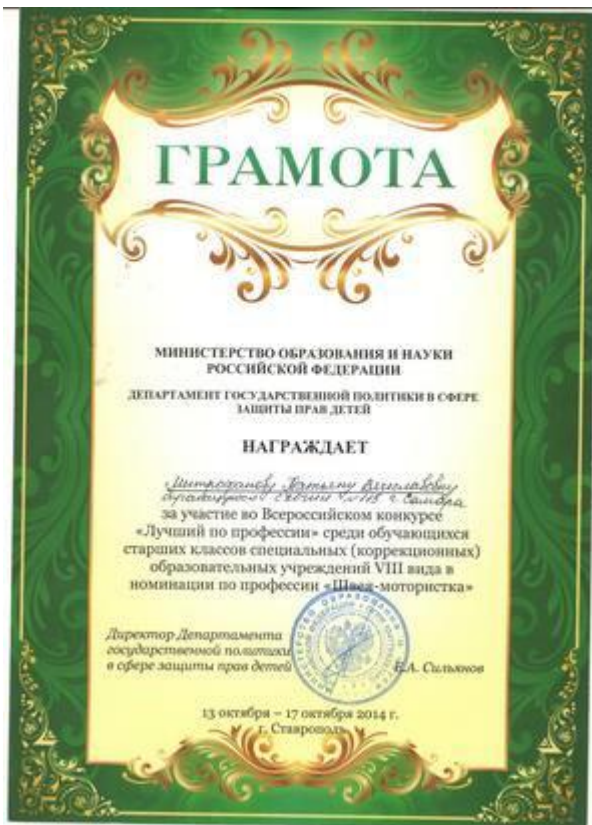 ГРАМОТА
МИНИСТЕРСТВО ОБРАЗОВАНИЯ И НАУКИ
РОССИЙСКОЙ ФЕДЕРАЦИИ
ДЕПАРТАМЕНТ ГОСУДАРСТВЕННОЙ ПОЛИТИКИ В СФЕРЕ
ЗАЩИТЫ ПРАВ ДЕТЕЙ
НАГРАЖДАЕТ
Татьяну
г. Самара
за участие во Всероссийском конкурсе
«Лучший по профессии» среди обучающихся
старших классов специальных (коррекционных)
образовательных учреждений VIII вида в
номинации по профессии «Швея-мотористка»
Директор Департамента
государственной политики
в сфере защиты прав детей Е.А. Сильянов
13 октября – 17 октября 2014 г.
г. Ставрополь